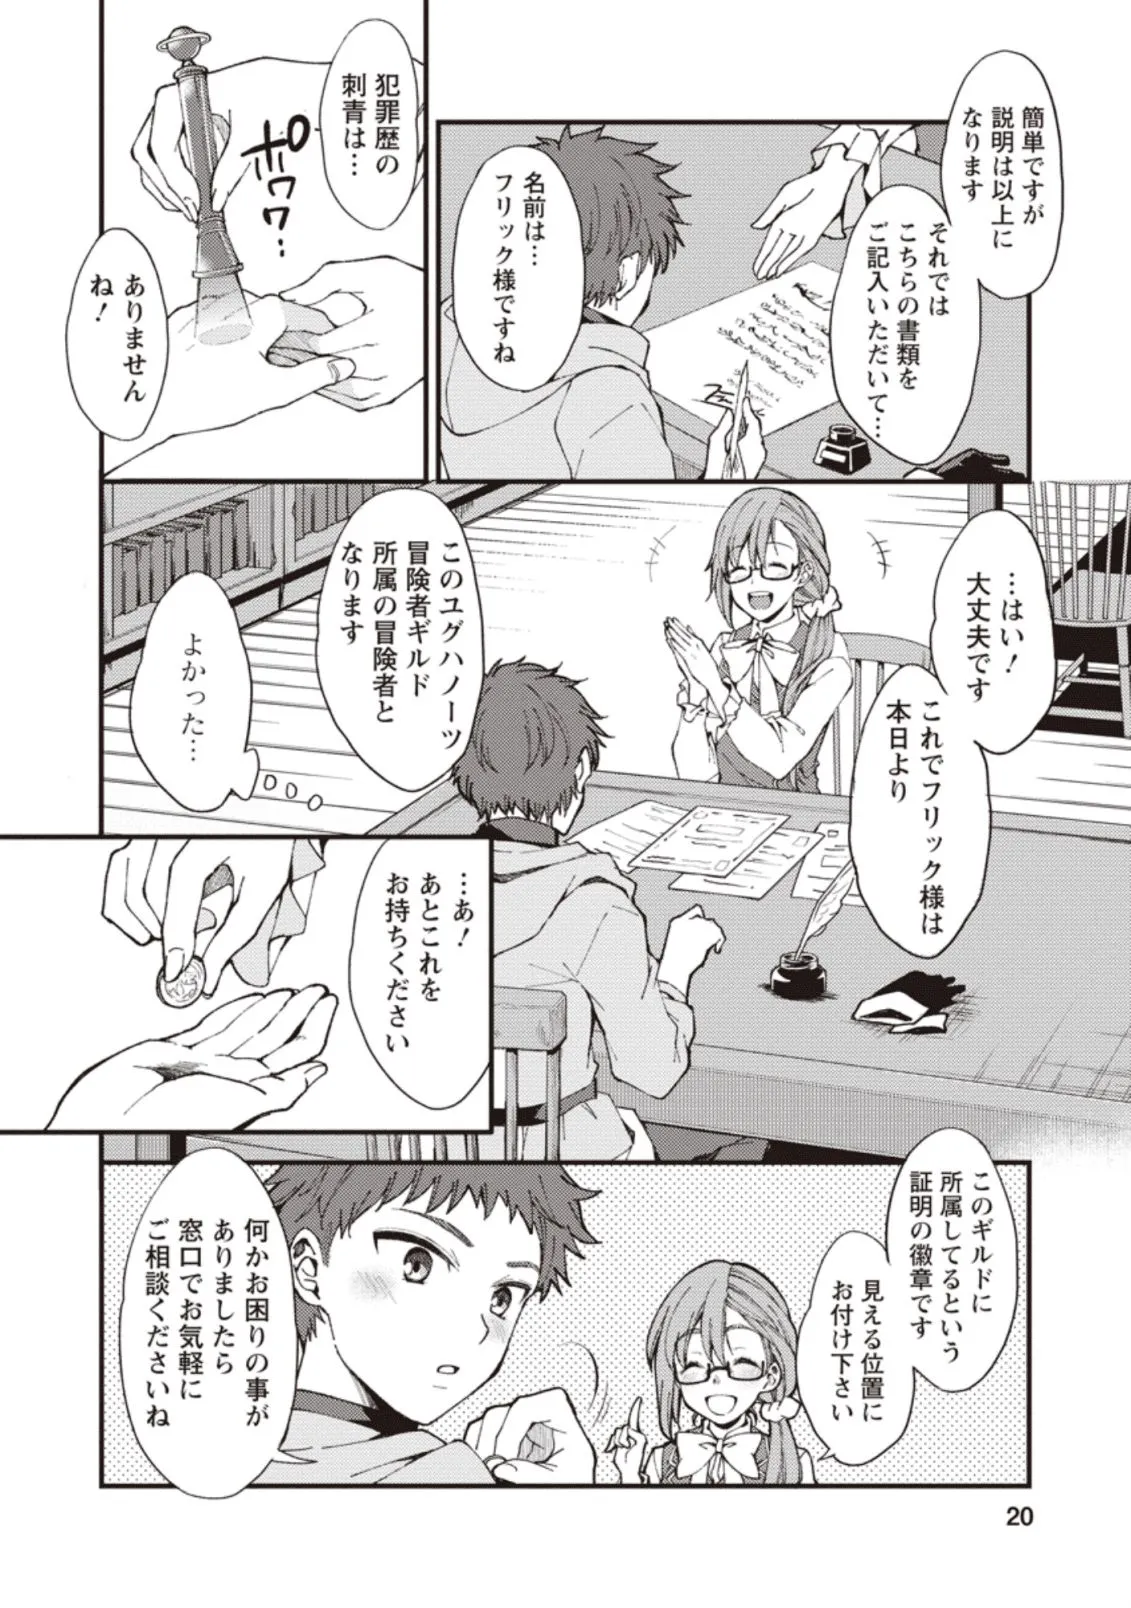 簡単ですが
説明は以上に
なります
それでは
こちらの書類を
ご記入いただいて…
名前は…
フリック様ですね
犯罪歴の
刺青は…
ポワワ…
ありません
ね！
…はい！
大丈夫です
これでフリック様は
本日より
このユグハノーツ
冒険者ギルド
所属の冒険者と
なります
よかった…
…あ！
あとこれを
お持ちください
このギルドに
所属してるという
証明の徽章です
見える位置に
お付け下さい
何かお困りの事が
ありましたら
窓口でお気軽に
ご相談くださいね
20